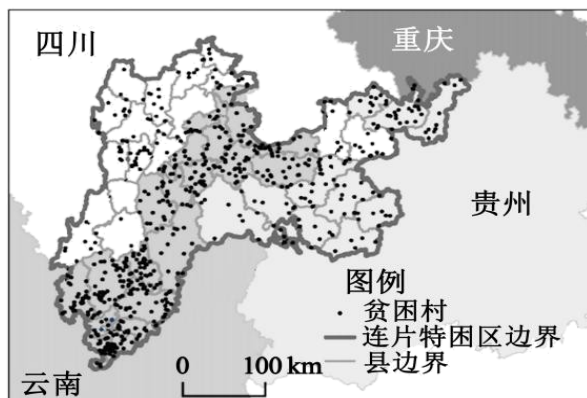 四川
重庆
贵州
图例
贫困村
连片特困区边界
县边界
云南
0 100 km